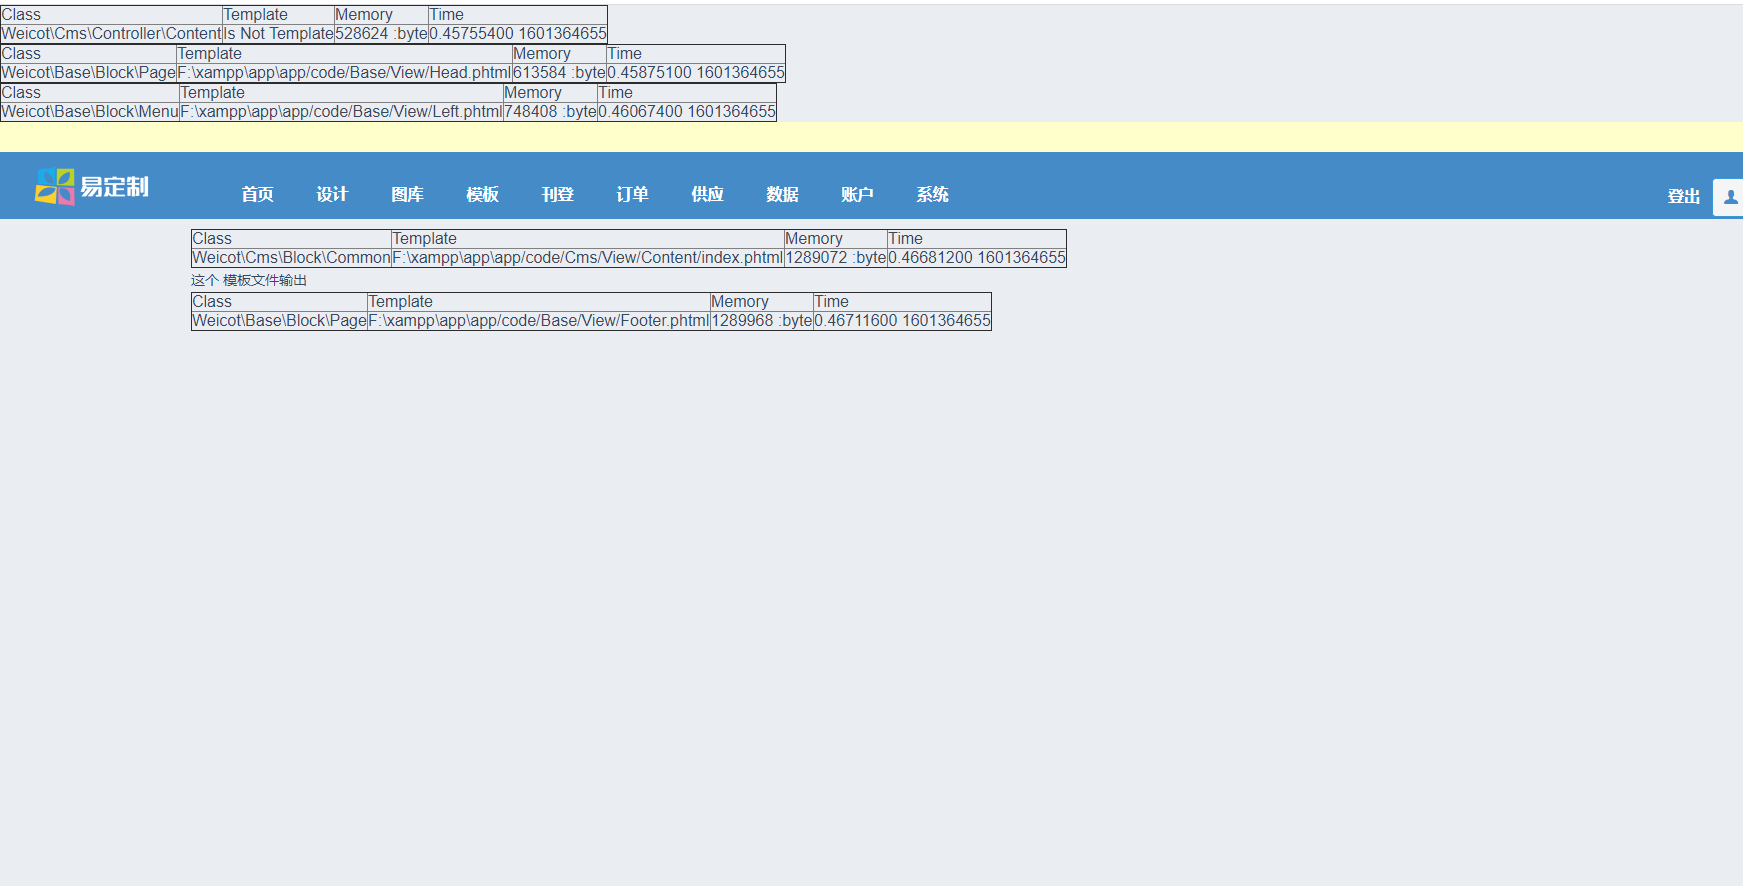 Class Template Memory Time
Weicot\Cms\Controller\Content Is Not Template 528624 :byte 0.45755400 1601364655
Class Template Memory Time
Weicot\Base\Block\Page F:\xampp\app\app/code/Base/View/Head.phtml 613584 :byte 0.45875100 1601364655
Class Template Memory Time
Weicot\Base\Block\Menu F:\xampp\app\app/code/Base/View/Left.phtml 748408 :byte 0.46067400 1601364655
易定制 首页 设计 图库 模板 刊登 订单 供应 数据 账户 系统 登出
Class Template Memory Time
Weicot\Cms\Block\Common F:\xampp\app\app/code/Cms/View/Content/index.phtml 1289072 :byte 0.46681200 1601364655
这个 模板文件输出
Class Template Memory Time
Weicot\Base\Block\Page F:\xampp\app\app/code/Base/View/Footer.phtml 1289968 :byte 0.46711600 1601364655